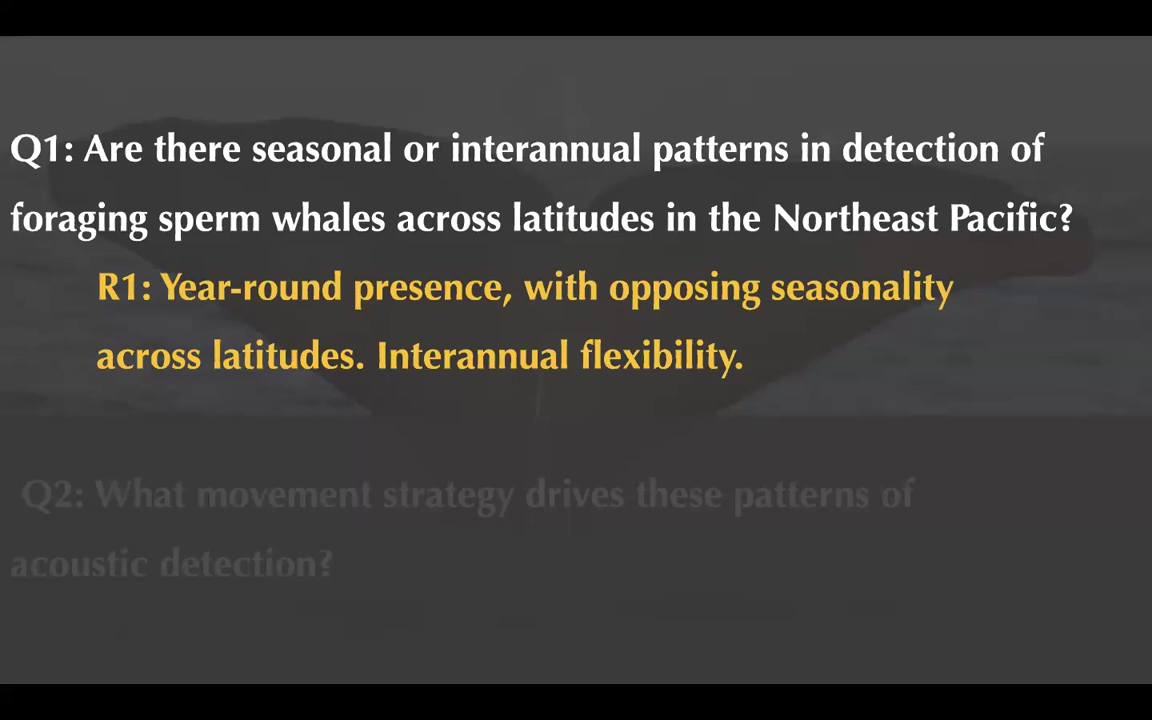 Q1: Are there seasonal or interannual patterns in detection of
foraging sperm whales across latitudes in the Northeast Pacific?
R1: Year-round presence, with opposing seasonality
across latitudes. Interannual flexibility.
Q2: What movement strategy drives these patterns of
acoustic detection?